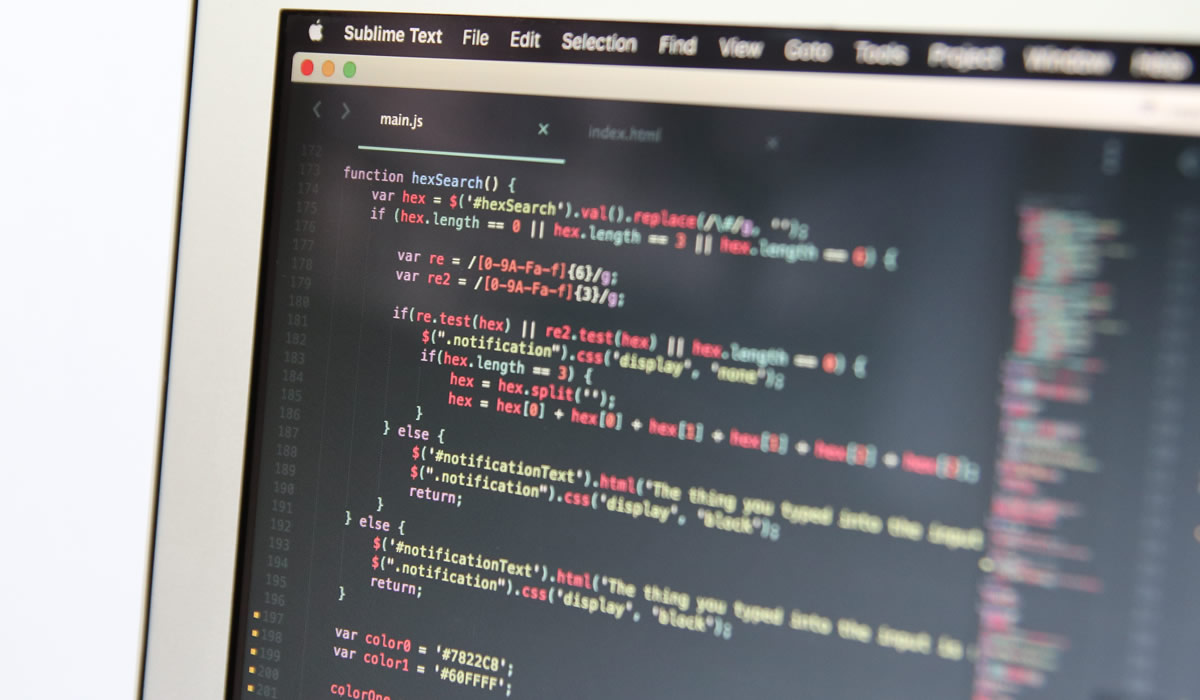 Sublime Text File Edit Selection Find View Goto Tools Project Window Help
main.js index.html
172
173 function hexSearch() {
174 var hex = $('#hexSearch').val().replace(/\#/g, '');
175 if (hex.length == 0 || hex.length == 3 || hex.length == 6) {
176
177 var re = /[0-9A-Fa-f]{6}/g;
178 var re2 = /[0-9A-Fa-f]{3}/g;
179
180 if(re.test(hex) || re2.test(hex) || hex.length == 0) {
181 $(".notification").css("display", "none");
182 if(hex.length == 3) {
183 hex = hex.split('');
184 hex = hex[0] + hex[0] + hex[1] + hex[1] + hex[2] + hex[2];
185 }
186 } else {
187 $('#notificationText').html("The thing you typed into the input
188 $(".notification").css("display", "block");
189 return;
190 }
191 } else {
192 $('#notificationText').html("The thing you typed into the input is
193 $(".notification").css("display", "block");
194 return;
195 }
196
197 var color0 = '#7822C8';
198 var color1 = '#60FFFF';
199
200 colorOne
201